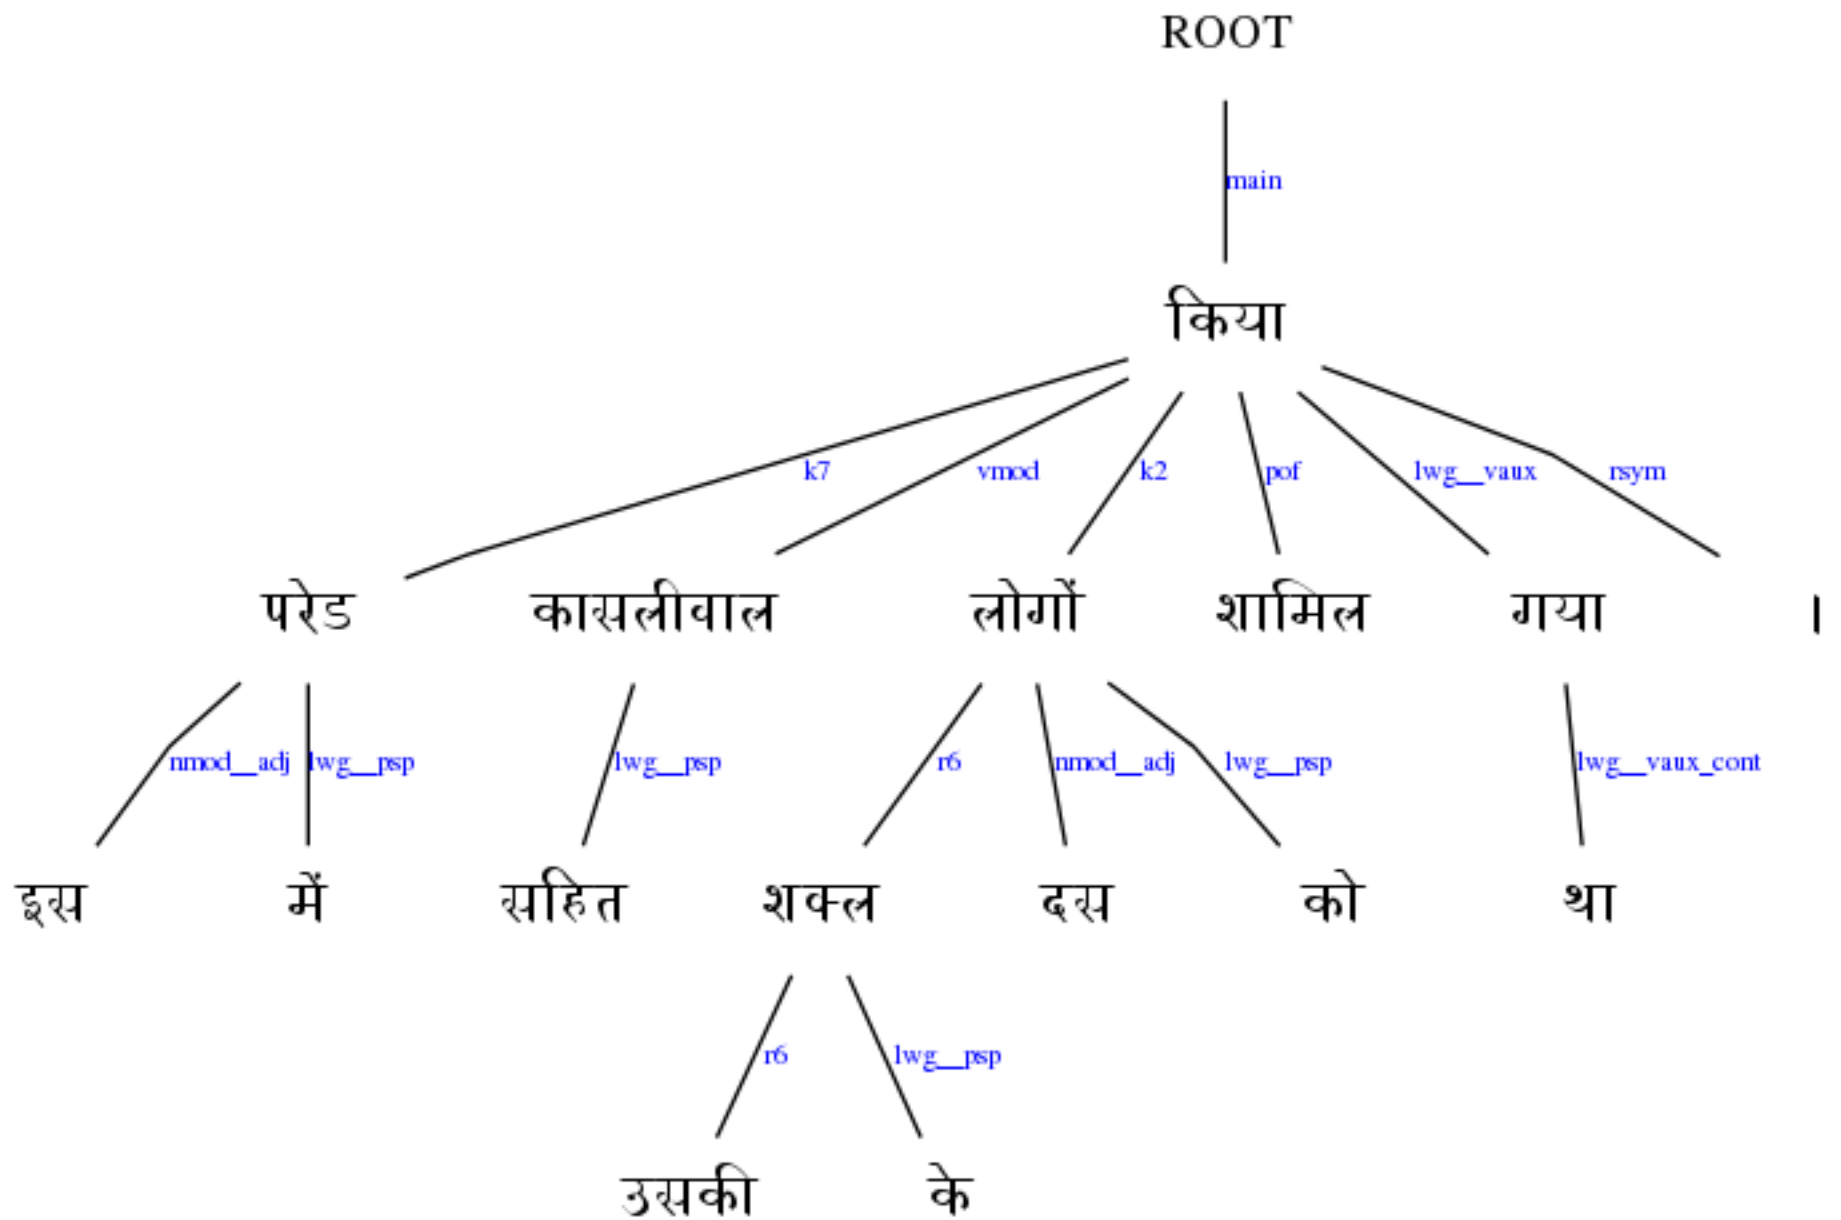 ROOT
main
किया
k7 vmod k2 pof lwg__vaux rsym
परेड कासलीवाल लोगों शामिल गया ।
nmod__adj lwg__psp lwg__psp r6 nmod__adj lwg__psp lwg__vaux_cont
इस में सहित शक्ल दस को था
r6 lwg__psp
उसकी के